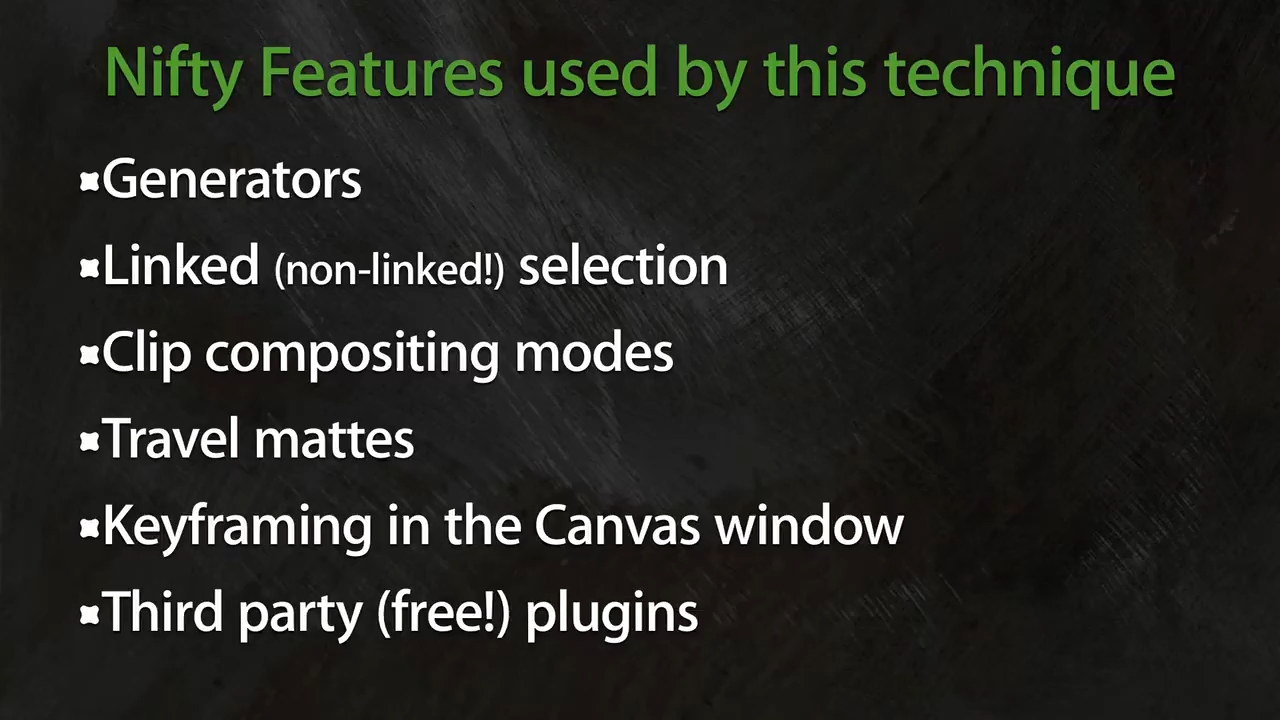 Nifty Features used by this technique
Generators
Linked (non-linked!) selection
Clip compositing modes
Travel mattes
Keyframing in the Canvas window
Third party (free!) plugins